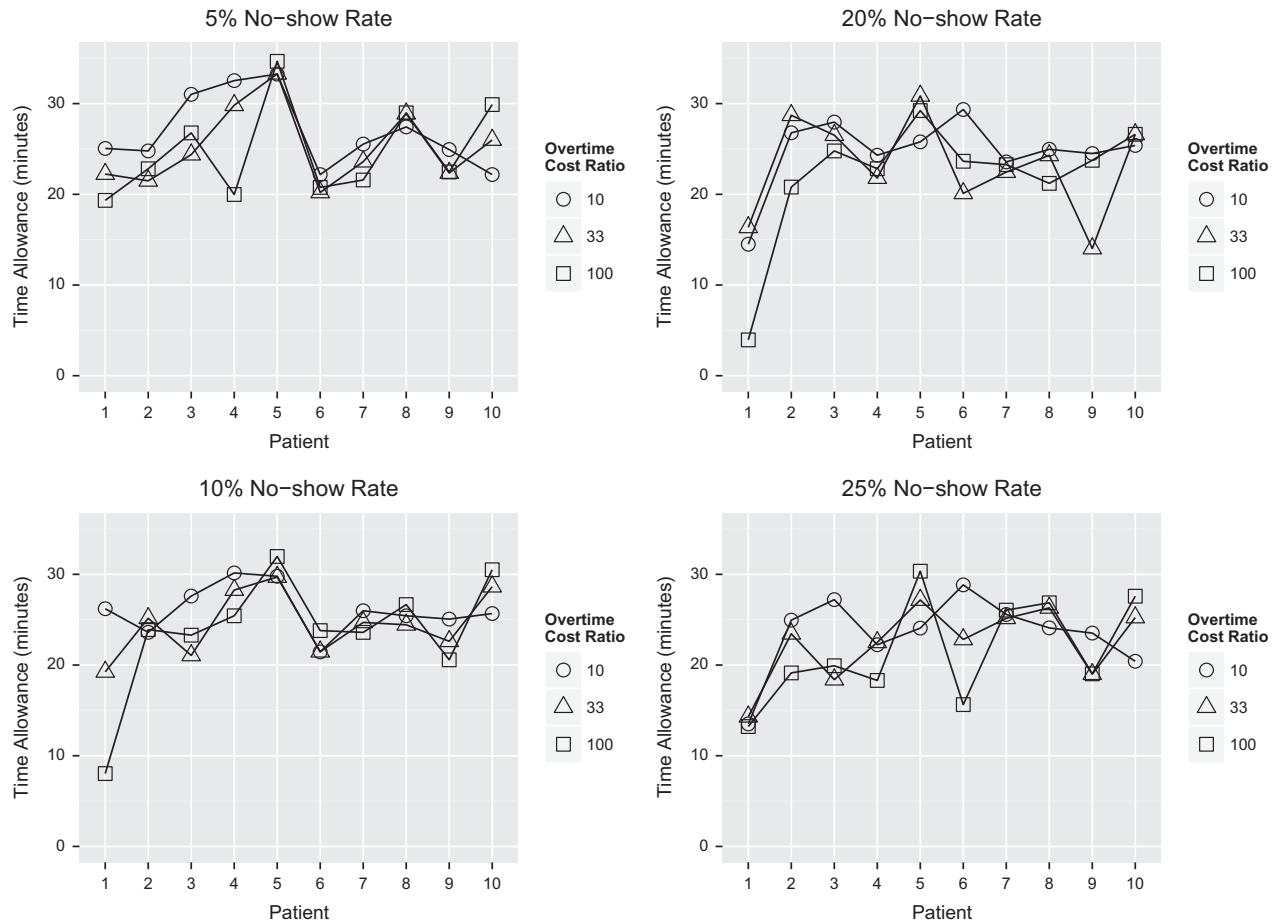 5% No−show Rate
Time Allowance (minutes)
30
20
10
0
1 2 3 4 5 6 7 8 9 10
Patient
Overtime
Cost Ratio
10
33
100
20% No−show Rate
Time Allowance (minutes)
30
20
10
0
1 2 3 4 5 6 7 8 9 10
Patient
Overtime
Cost Ratio
10
33
100
10% No−show Rate
Time Allowance (minutes)
30
20
10
0
1 2 3 4 5 6 7 8 9 10
Patient
Overtime
Cost Ratio
10
33
100
25% No−show Rate
Time Allowance (minutes)
30
20
10
0
1 2 3 4 5 6 7 8 9 10
Patient
Overtime
Cost Ratio
10
33
100